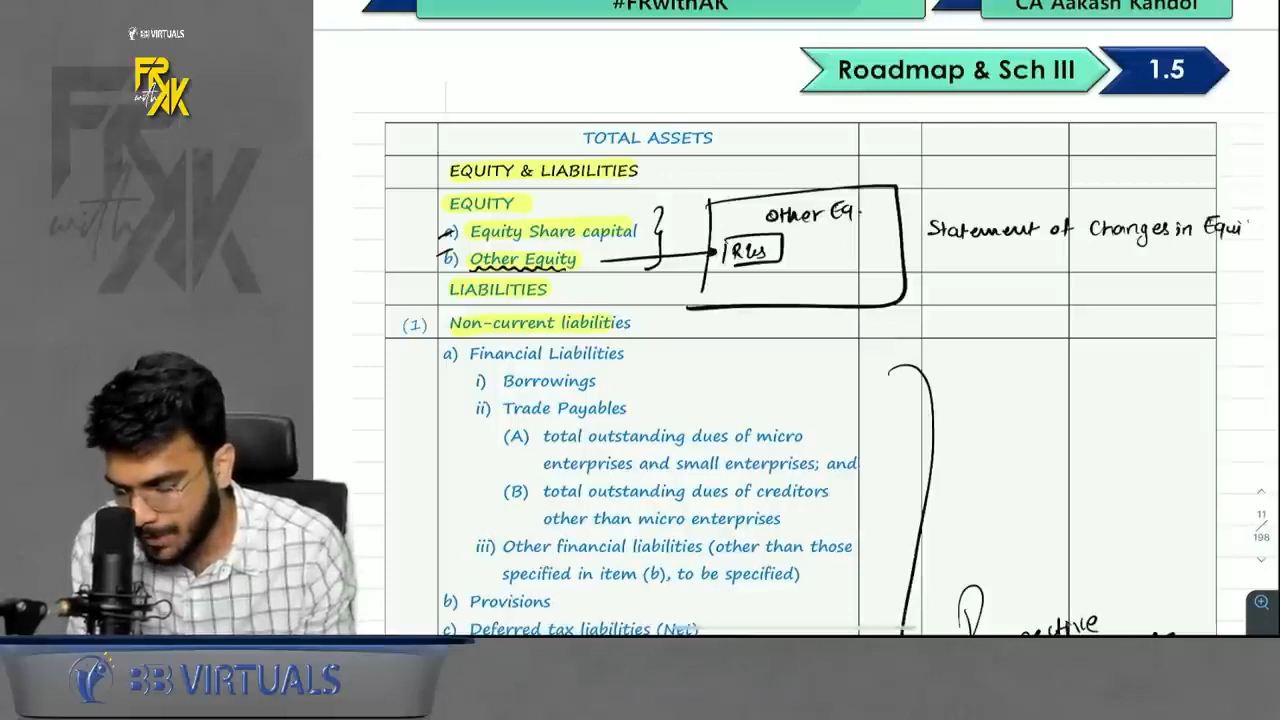 #FRwithAK
CA Aakash Kandoi
BB VIRTUALS
FR
with
AK
Roadmap & Sch III
1.5
TOTAL ASSETS
EQUITY & LIABILITIES
EQUITY
a) Equity Share capital
b) Other Equity
Other Eq.
R&S
Statement of Changes in Equi
LIABILITIES
(1) Non-current liabilities
a) Financial Liabilities
i) Borrowings
ii) Trade Payables
(A) total outstanding dues of micro
enterprises and small enterprises; and
(B) total outstanding dues of creditors
other than micro enterprises
iii) Other financial liabilities (other than those
specified in item (b), to be specified)
b) Provisions
c) Deferred tax liabilities (Net)
11
198
BB VIRTUALS